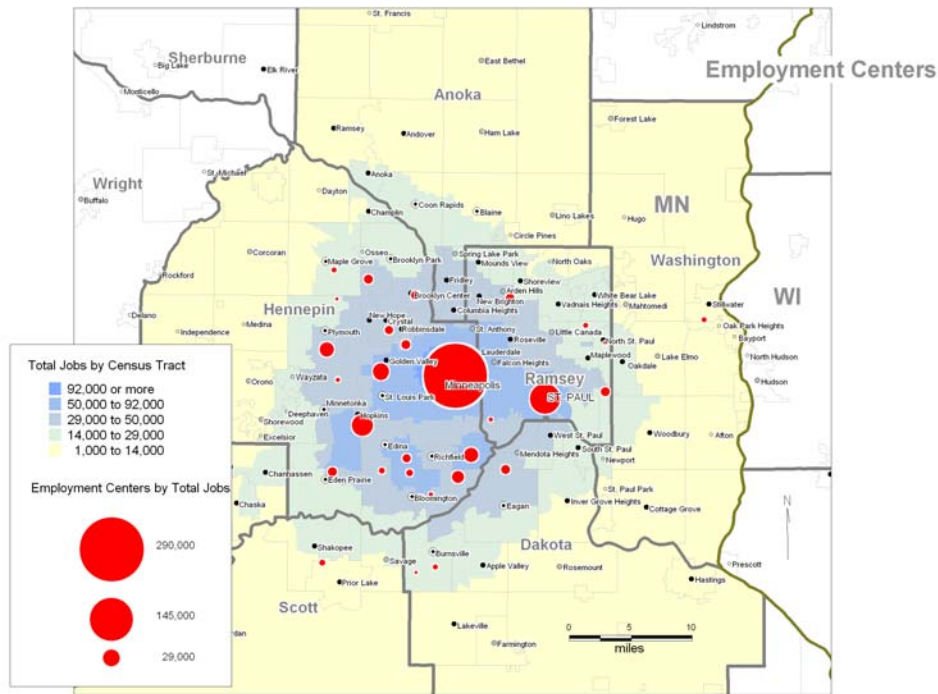 St. Francis
Lindstrom
Sherburne
Big Lake
Elk River
East Bethel
Employment Centers
Monticello
Anoka
Forest Lake
Ramsey
Andover
Ham Lake
St. Michael
Anoka
Wright
Dayton
Buffalo
Coon Rapids
MN
Champlin
Blaine
Lino Lakes
Hugo
Circle Pines
Corcoran
Osseo
Spring Lake Park
Washington
Maple Grove
Brooklyn Park
Mounds View
North Oaks
Rockford
Fridley
Shoreview
WI
Arden Hills
Brooklyn Center
New Brighton
White Bear Lake
Stillwater
Hennepin
Columbia Heights
Vadnais Heights
Mahtomedi
Delano
New Hope
Crystal
Independence
Medina
Plymouth
Robbinsdale
St. Anthony
Little Canada
Oak Park Heights
Roseville
North St. Paul
Bayport
Lauderdale
Maplewood
Lake Elmo
North Hudson
Total Jobs by Census Tract
Golden Valley
Falcon Heights
Oakdale
92,000 or more
Orono
Wayzata
Minneapolis
Ramsey
Hudson
50,000 to 92,000
St. Louis Park
ST. PAUL
29,000 to 50,000
Minnetonka
Deephaven
Hopkins
14,000 to 29,000
Shorewood
1,000 to 14,000
Excelsior
West St. Paul
Woodbury
Afton
Edina
Richfield
Mendota Heights
South St. Paul
Newport
Chanhassen
Eden Prairie
Employment Centers by Total Jobs
St. Paul Park
N
Chaska
Bloomington
Eagan
Inver Grove Heights
Cottage Grove
290,000
Shakopee
Savage
Burnsville
Dakota
Prior Lake
Apple Valley
Rosemount
Prescott
Hastings
Scott
145,000
Lakeville
0 5 10
miles
29,000
Farmington